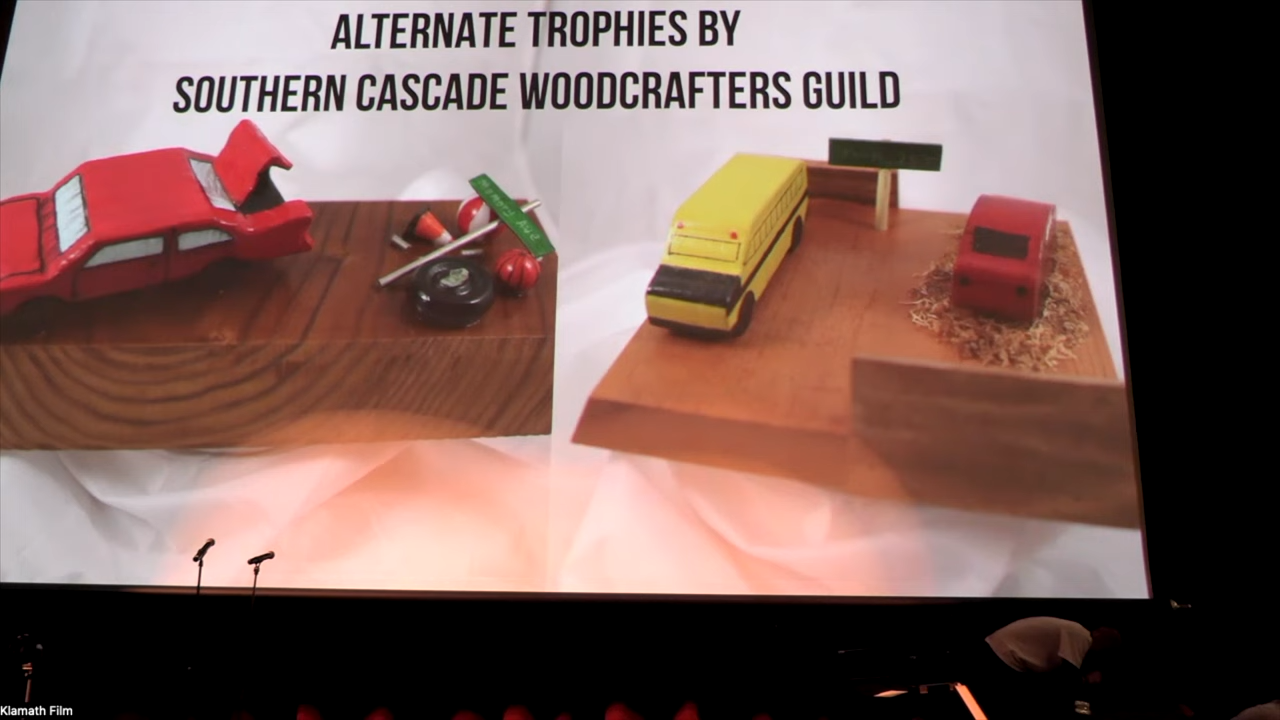 ALTERNATE TROPHIES BY
SOUTHERN CASCADE WOODCRAFTERS GUILD
Klamath Film